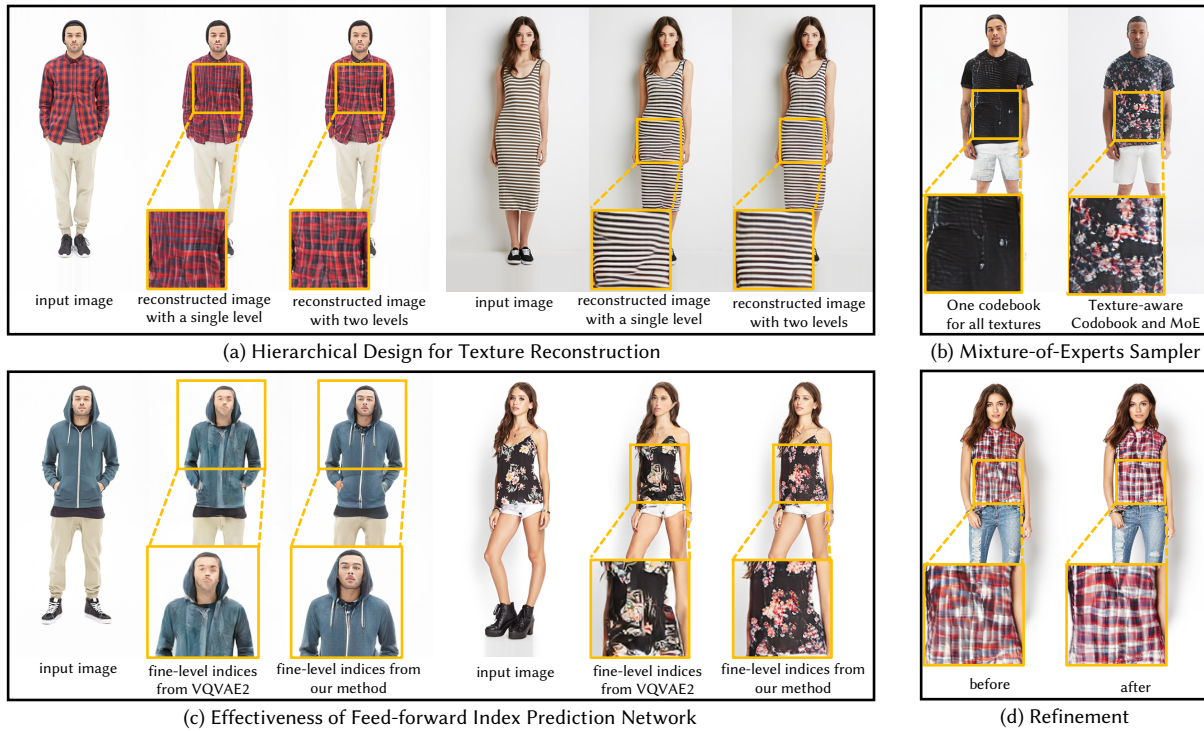 input image
reconstructed image
with a single level
reconstructed image
with two levels
input image
reconstructed image
with a single level
reconstructed image
with two levels
(a) Hierarchical Design for Texture Reconstruction
One codebook
for all textures
Texture-aware
Codobook and MoE
(b) Mixture-of-Experts Sampler
input image
fine-level indices
from VQVAE2
fine-level indices from
our method
input image
fine-level indices
from VQVAE2
fine-level indices from
our method
(c) Effectiveness of Feed-forward Index Prediction Network
before
after
(d) Refinement